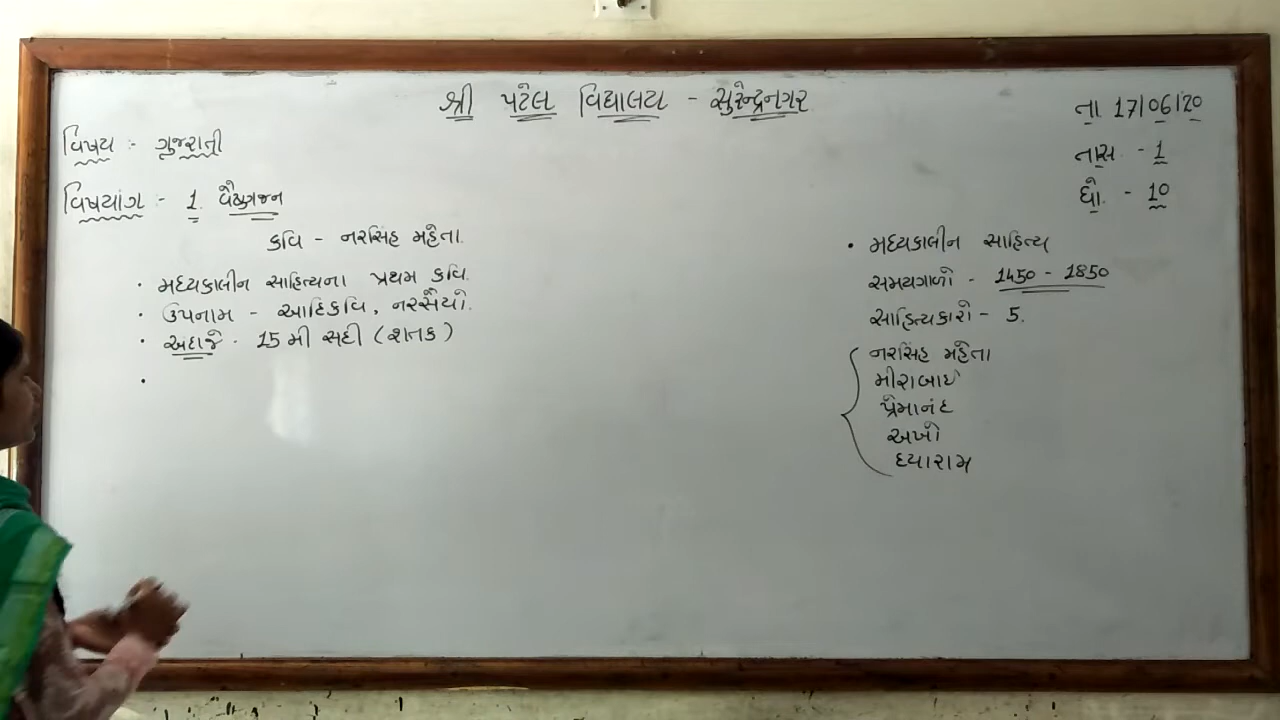 શ્રી પટેલ વિદ્યાલય - સુરેન્દ્રનગર
તા 17/06/20
વિષય :- ગુજરાતી
તાસ - 1
વિષયાંગ :- 1 વૈષ્ણવજન
ધો - 10
કવિ - નરસિંહ મહેતા.
• મધ્યકાલીન સાહિત્યના પ્રથમ કવિ.
• ઉપનામ - આદિકવિ, નરસૈંયો.
• અંદાજે - 15 મી સદી (શતક)
•
• મધ્યકાલીન સાહિત્ય
સમયગાળો - 1450 - 1850
સાહિત્યકારો - 5.
નરસિંહ મહેતા
મીરાબાઈ
પ્રેમાનંદ
અખો
દયારામ